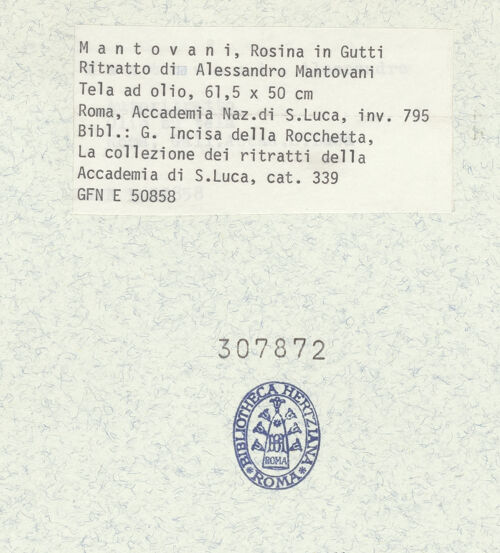 M a n t o v a n i, Rosina in Gutti
Ritratto di Alessandro Mantovani
Tela ad olio, 61,5 x 50 cm
Roma, Accademia Naz.di S.Luca, inv. 795
Bibl.: G. Incisa della Rocchetta,
La collezione dei ritratti della
Accademia di S.Luca, cat. 339
GFN E 50858
307872
BIBLIOTHECA HERTZIANA
ROMA
ROMA